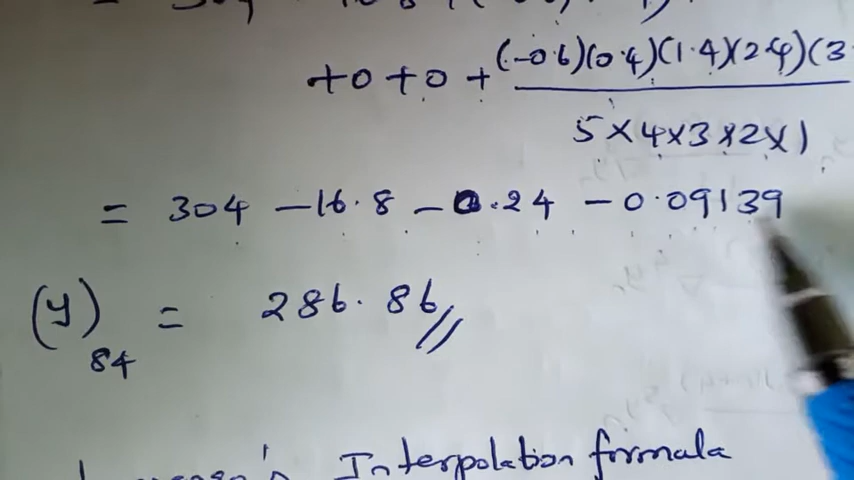 +0 +0 + (-0.6)(0.4)(1.4)(2.4)(3.
5×4×3×2×1
= 304 -16.8 -0.24 -0.09139
(y)84 = 286.86
Interpolation formala